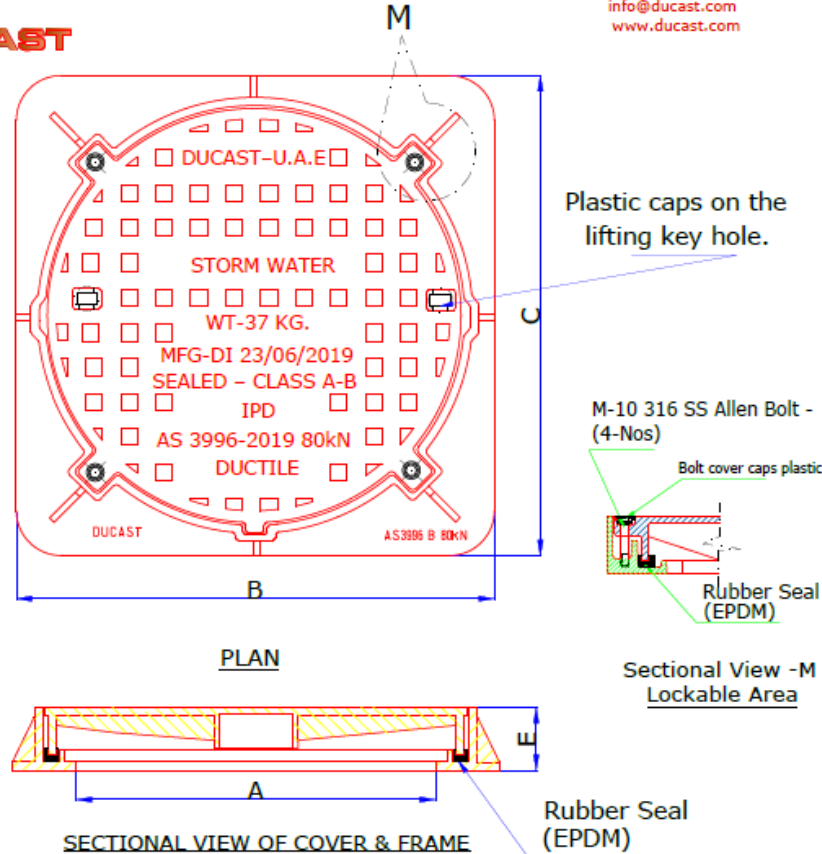 info@ducast.com
www.ducast.com
AST
M
DUCAST-U.A.E
Plastic caps on the
lifting key hole.
STORM WATER
C
WT-37 KG.
MFG-DI 23/06/2019
SEALED - CLASS A-B
IPD
AS 3996-2019 80kN
DUCTILE
DUCAST
AS3996 B 80kN
M-10 316 SS Allen Bolt -
(4-Nos)
Bolt cover caps plastic
Rubber Seal
(EPDM)
B
PLAN
Sectional View -M
Lockable Area
E
A
Rubber Seal
(EPDM)
SECTIONAL VIEW OF COVER & FRAME